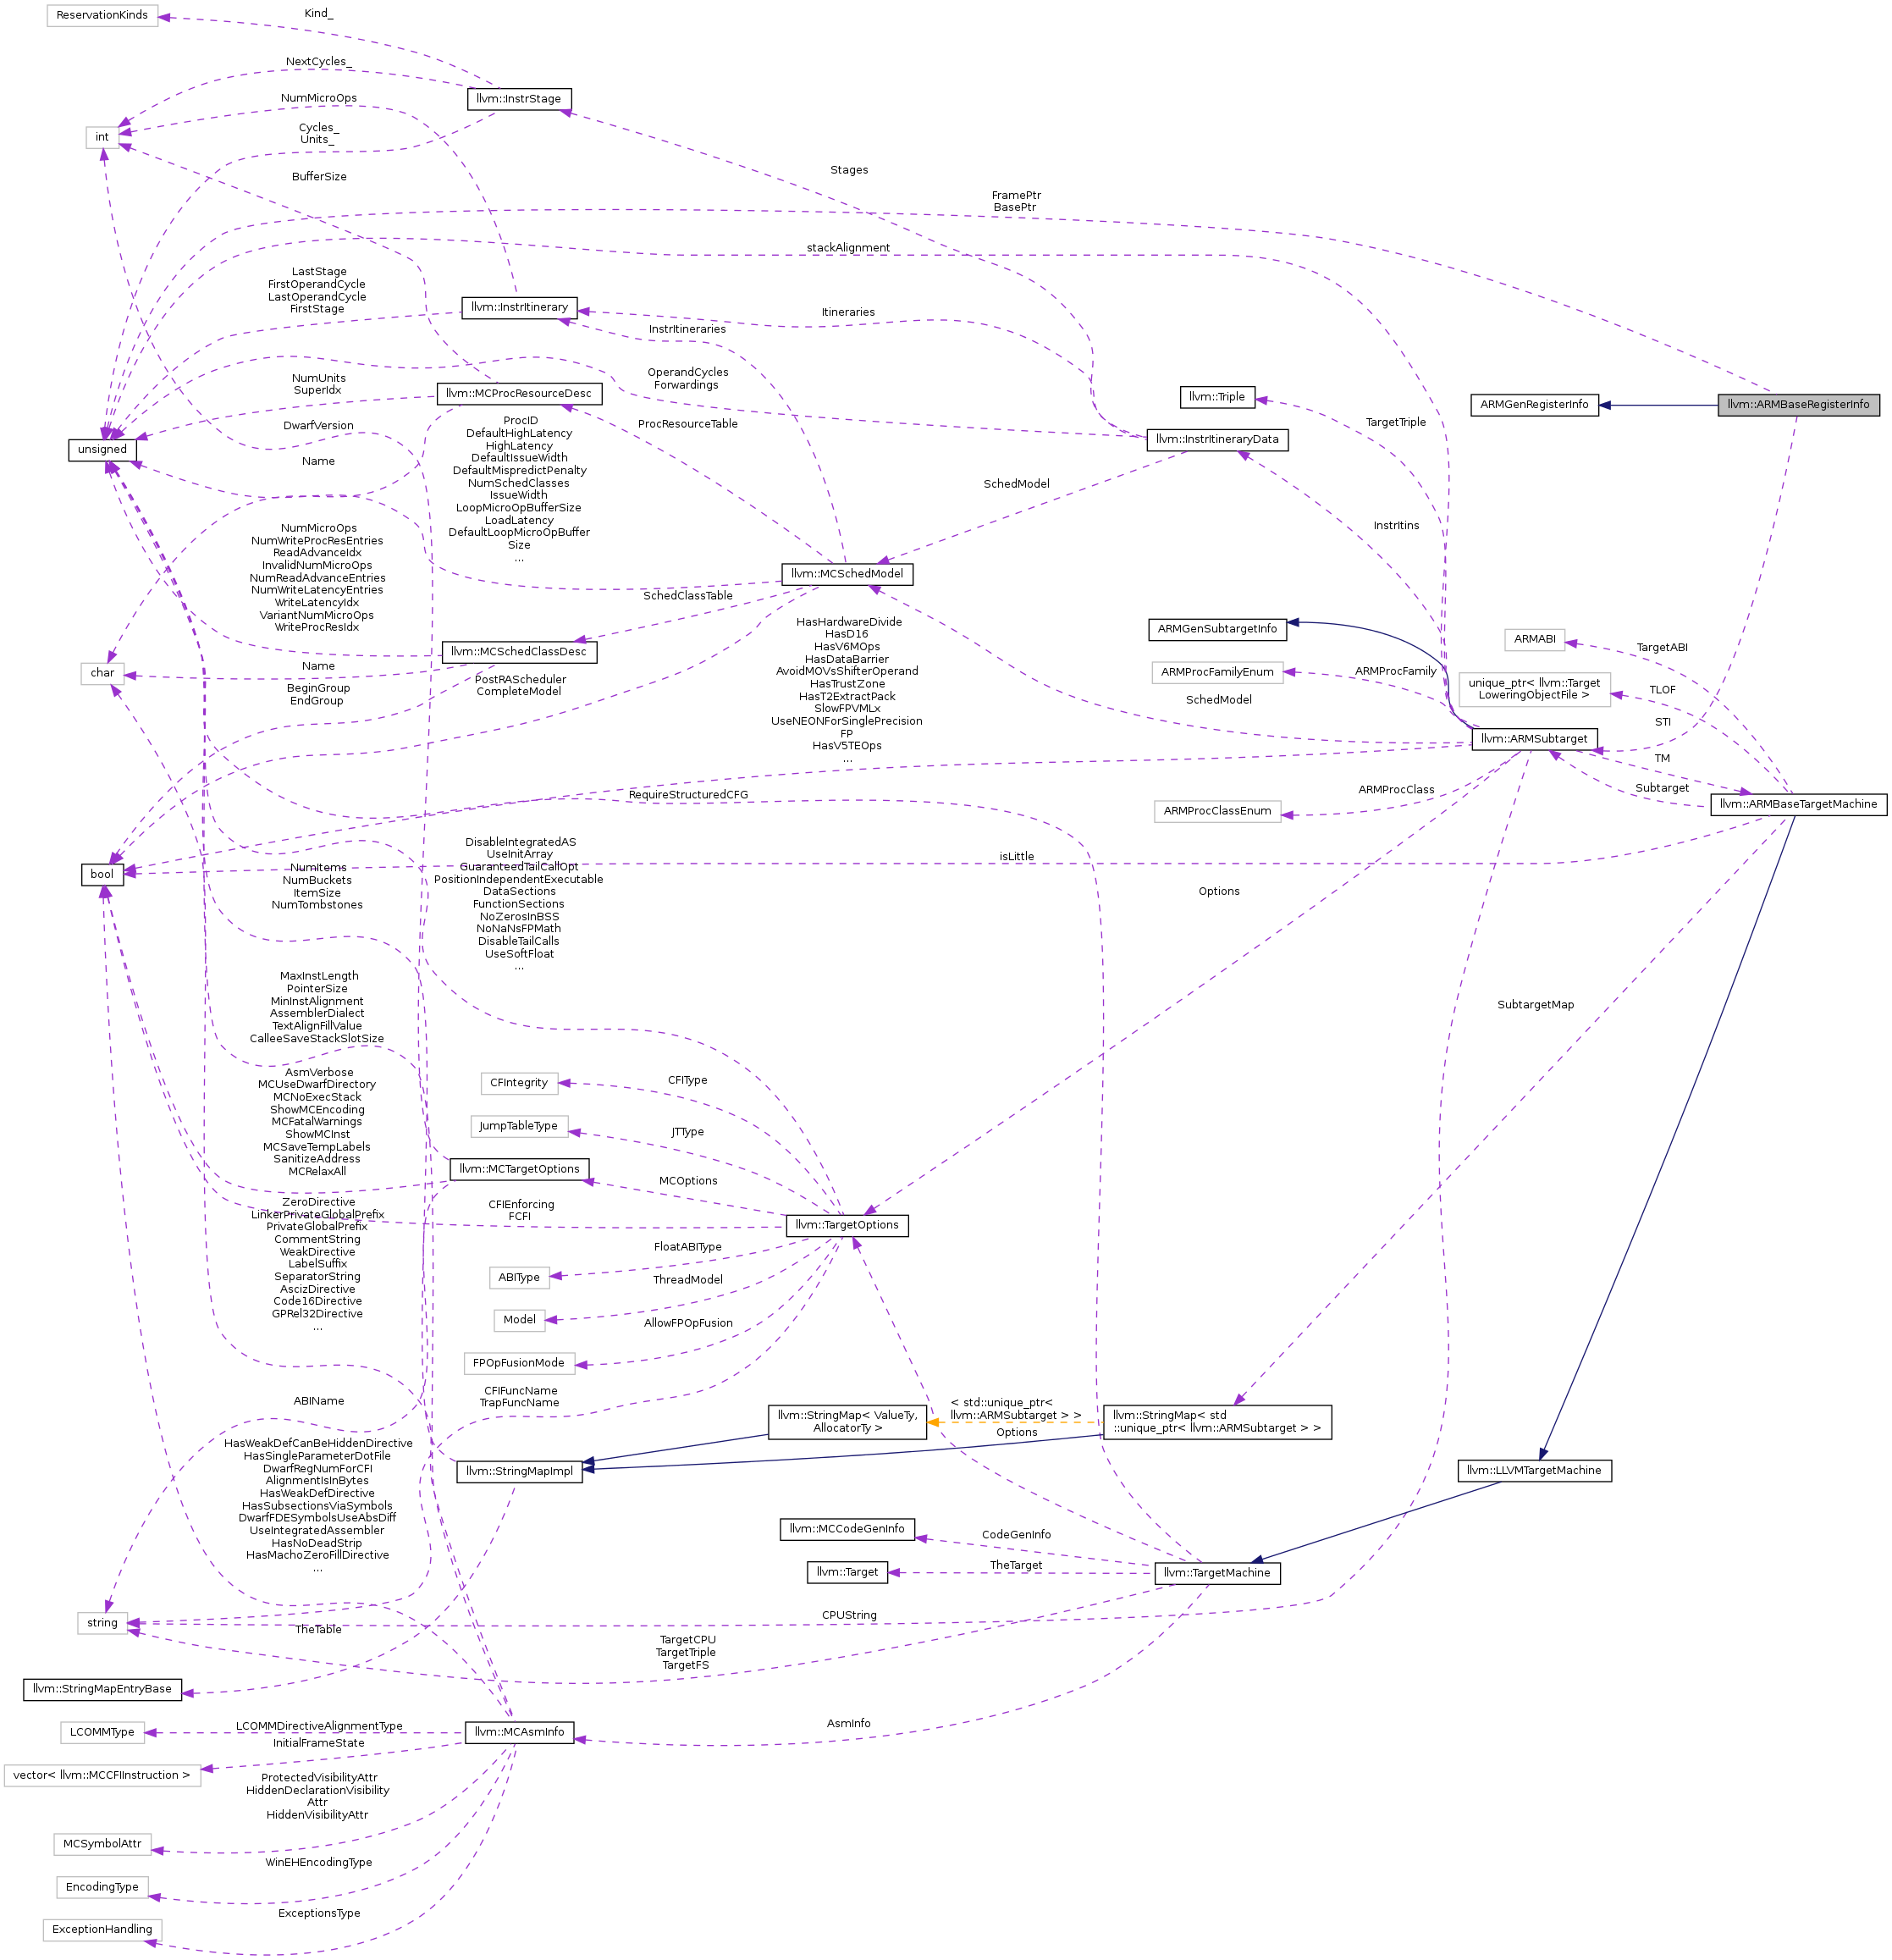 ReservationKinds
Kind_
NextCycles_
llvm::InstrStage
NumMicroOps
int
Cycles_
Units_
BufferSize
Stages
FramePtr
BasePtr
stackAlignment
LastStage
FirstOperandCycle
LastOperandCycle
FirstStage
llvm::InstrItinerary
Itineraries
InstrItineraries
NumUnits
SuperIdx
llvm::MCProcResourceDesc
OperandCycles
Forwardings
llvm::Triple
ARMGenRegisterInfo
llvm::ARMBaseRegisterInfo
TargetTriple
unsigned
DwarfVersion
Name
ProcID
DefaultHighLatency
HighLatency
DefaultIssueWidth
DefaultMispredictPenalty
NumSchedClasses
IssueWidth
LoopMicroOpBufferSize
LoadLatency
DefaultLoopMicroOpBuffer
Size
...
ProcResourceTable
llvm::InstrItineraryData
SchedModel
InstrItins
NumMicroOps
NumWriteProcResEntries
ReadAdvanceIdx
InvalidNumMicroOps
NumReadAdvanceEntries
NumWriteLatencyEntries
WriteLatencyIdx
VariantNumMicroOps
WriteProcResIdx
llvm::MCSchedModel
SchedClassTable
HasHardwareDivide
HasD16
HasV6MOps
HasDataBarrier
AvoidMOVsShifterOperand
HasTrustZone
HasT2ExtractPack
SlowFPVMLx
UseNEONForSinglePrecision
FP
HasV5TEOps
...
ARMGenSubtargetInfo
ARMABI
TargetABI
char
Name
llvm::MCSchedClassDesc
BeginGroup
EndGroup
PostRAScheduler
CompleteModel
ARMProcFamilyEnum
ARMProcFamily
unique_ptr< llvm::Target
LoweringObjectFile >
TLOF
SchedModel
STI
llvm::ARMSubtarget
TM
Subtarget
RequireStructuredCFG
ARMProcClassEnum
ARMProcClass
llvm::ARMBaseTargetMachine
bool
isLittle
NumItems
NumBuckets
ItemSize
NumTombstones
DisableIntegratedAS
UseInitArray
GuaranteedTailCallOpt
PositionIndependentExecutable
DataSections
FunctionSections
NoZerosInBSS
NoNaNsFPMath
DisableTailCalls
UseSoftFloat
...
Options
SubtargetMap
MaxInstLength
PointerSize
MinInstAlignment
AssemblerDialect
TextAlignFillValue
CalleeSaveStackSlotSize
AsmVerbose
MCUseDwarfDirectory
MCNoExecStack
ShowMCEncoding
MCFatalWarnings
ShowMCInst
MCSaveTempLabels
SanitizeAddress
MCRelaxAll
CFIntegrity
CFIType
JumpTableType
JTType
llvm::MCTargetOptions
MCOptions
ZeroDirective
LinkerPrivateGlobalPrefix
PrivateGlobalPrefix
CommentString
WeakDirective
LabelSuffix
SeparatorString
AscizDirective
Code16Directive
GPRel32Directive
...
CFIEnforcing
FCFI
llvm::TargetOptions
ABIType
FloatABIType
Model
ThreadModel
FPOpFusionMode
AllowFPOpFusion
ABIName
CFIFuncName
TrapFuncName
llvm::StringMap< ValueTy,
AllocatorTy >
< std::unique_ptr<
llvm::ARMSubtarget > >
llvm::StringMap< std
::unique_ptr< llvm::ARMSubtarget > >
Options
HasWeakDefCanBeHiddenDirective
HasSingleParameterDotFile
DwarfRegNumForCFI
AlignmentIsInBytes
HasWeakDefDirective
HasSubsectionsViaSymbols
DwarfFDESymbolsUseAbsDiff
UseIntegratedAssembler
HasNoDeadStrip
HasMachoZeroFillDirective
...
llvm::StringMapImpl
llvm::LLVMTargetMachine
llvm::MCCodeGenInfo
CodeGenInfo
llvm::Target
TheTarget
llvm::TargetMachine
string
TheTable
CPUString
TargetCPU
TargetTriple
TargetFS
llvm::StringMapEntryBase
LCOMMType
LCOMMDirectiveAlignmentType
llvm::MCAsmInfo
AsmInfo
InitialFrameState
vector< llvm::MCCFIInstruction >
ProtectedVisibilityAttr
HiddenDeclarationVisibility
Attr
HiddenVisibilityAttr
MCSymbolAttr
WinEHEncodingType
EncodingType
ExceptionsType
ExceptionHandling